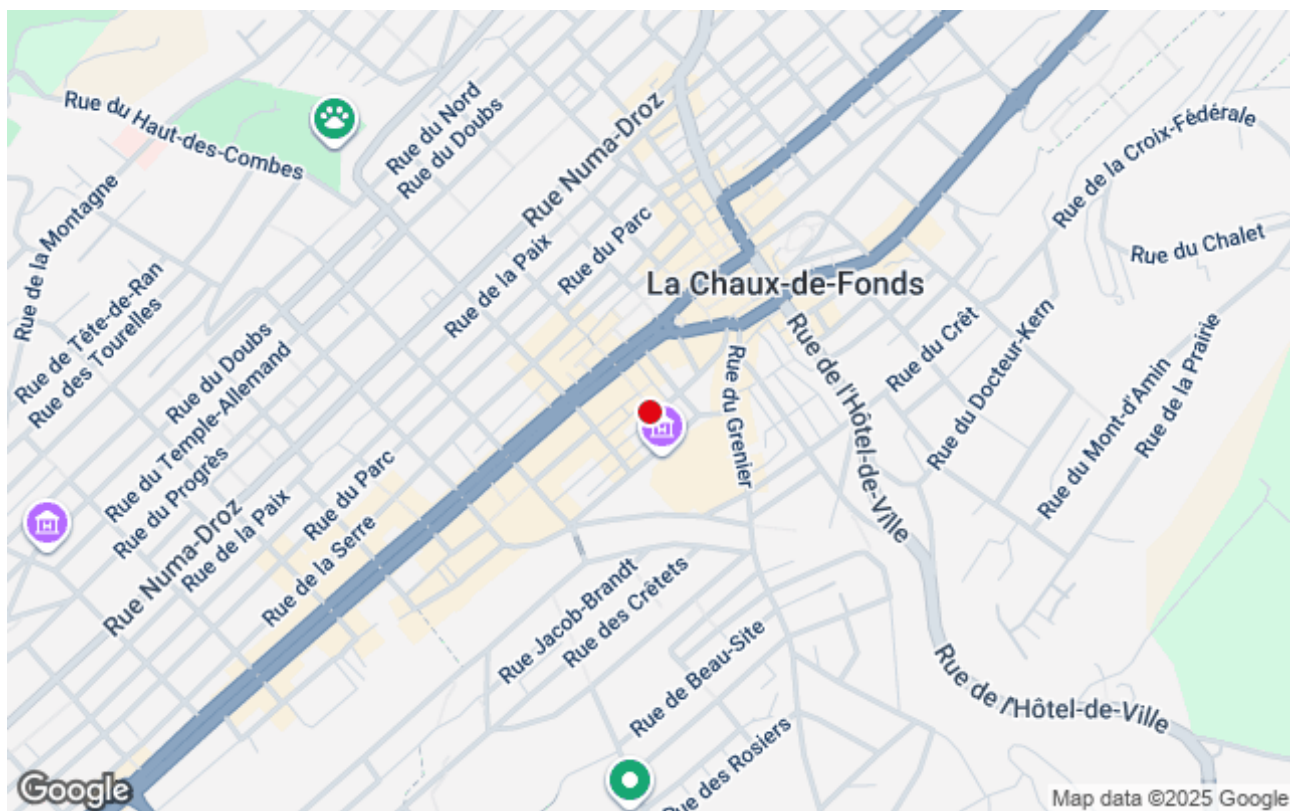 Rue du Haut-des-Combes
Rue du Nord
Rue du Doubs
Rue Numa-Droz
Rue de la Croix-Fédérale
Rue du Chalet
Rue de la Montagne
Rue du Parc
Rue de la Paix
La Chaux-de-Fonds
Rue de Tête-de-Ran
Rue des Tourelles
Rue du Doubs
Rue du Temple-Allemand
Rue du Progrès
Rue du Crêt
Rue du Docteur-Kern
Rue de l'Hôtel-de-Ville
Rue du Grenier
Rue du Mont-d'Amin
Rue de la Prairie
Rue Numa-Droz
Rue de la Paix
Rue du Parc
Rue de la Serre
Rue Jacob-Brandt
Rue des Crêtets
Rue de Beau-Site
Rue des Rosiers
Rue de l'Hôtel-de-Ville
Google
Map data ©2025 Google